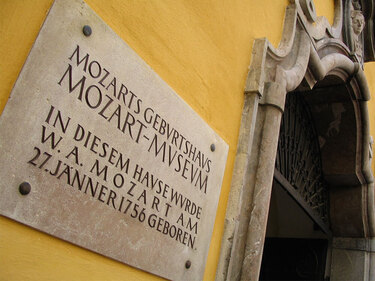 MOZARTS GEBVRTSHAVS
MOZART-MVSEVM
IN DIESEM HAVSE WVRDE
W. A. MOZART AM
27. JÄNNER 1756 GEBOREN.